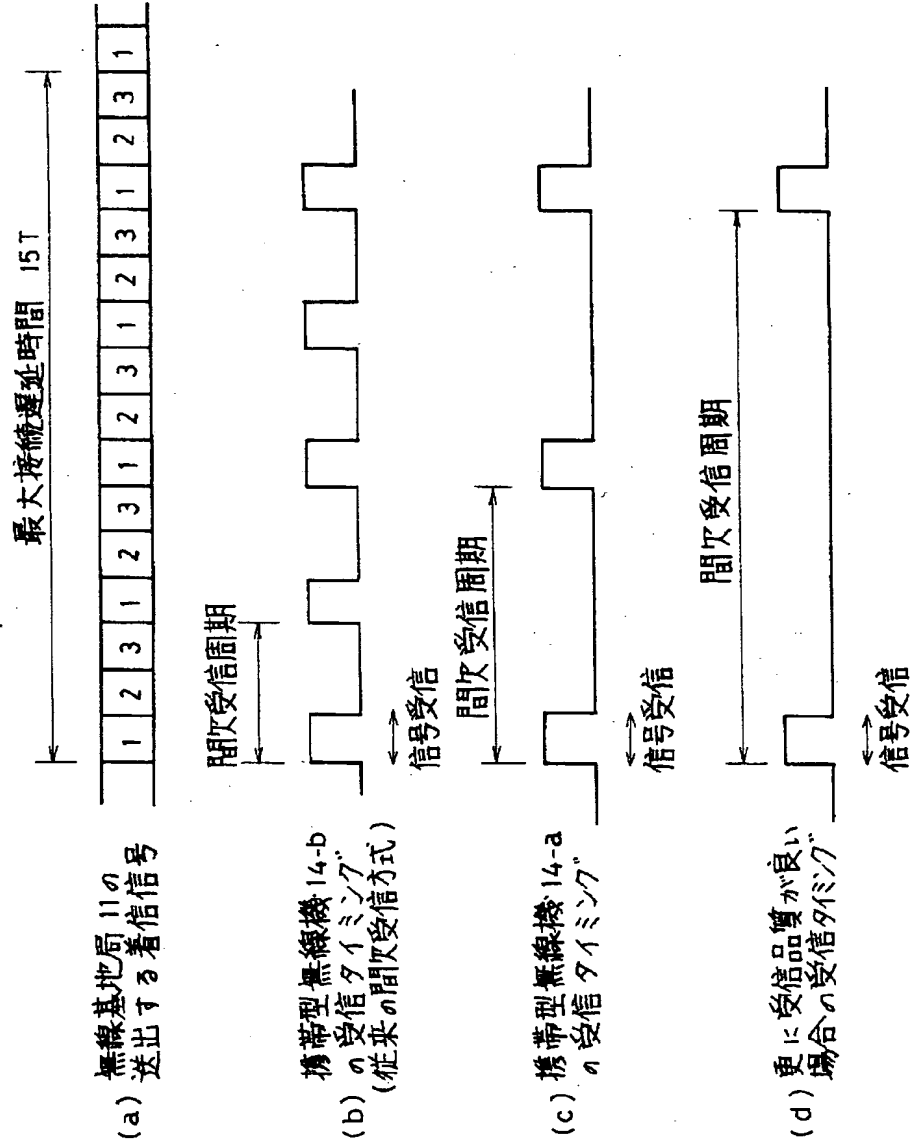 最大接続遅延時間 15T
(a) 無線基地局 11の
送出する着信信号
1 2 3 1 2 3 1 2 3 1 2 3 1 2 3 1
間欠受信周期
(b) 携帯型無線機14-b
の受信タイミング
(従来の間欠受信方式)
信号受信
間欠受信周期
(c) 携帯型無線機14-a
の受信タイミング
信号受信
間欠受信周期
(d) 更に受信品質が良い
場合の受信タイミング
信号受信